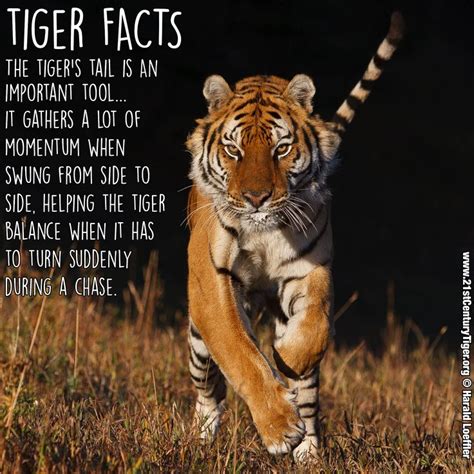 TIGER FACTS
THE TIGER'S TAIL IS AN
IMPORTANT TOOL...
IT GATHERS A LOT OF
MOMENTUM WHEN
SWUNG FROM SIDE TO
SIDE, HELPING THE TIGER
BALANCE WHEN IT HAS
TO TURN SUDDENLY
DURING A CHASE.
www.21stCenturyTiger.org © Harald Loeffler